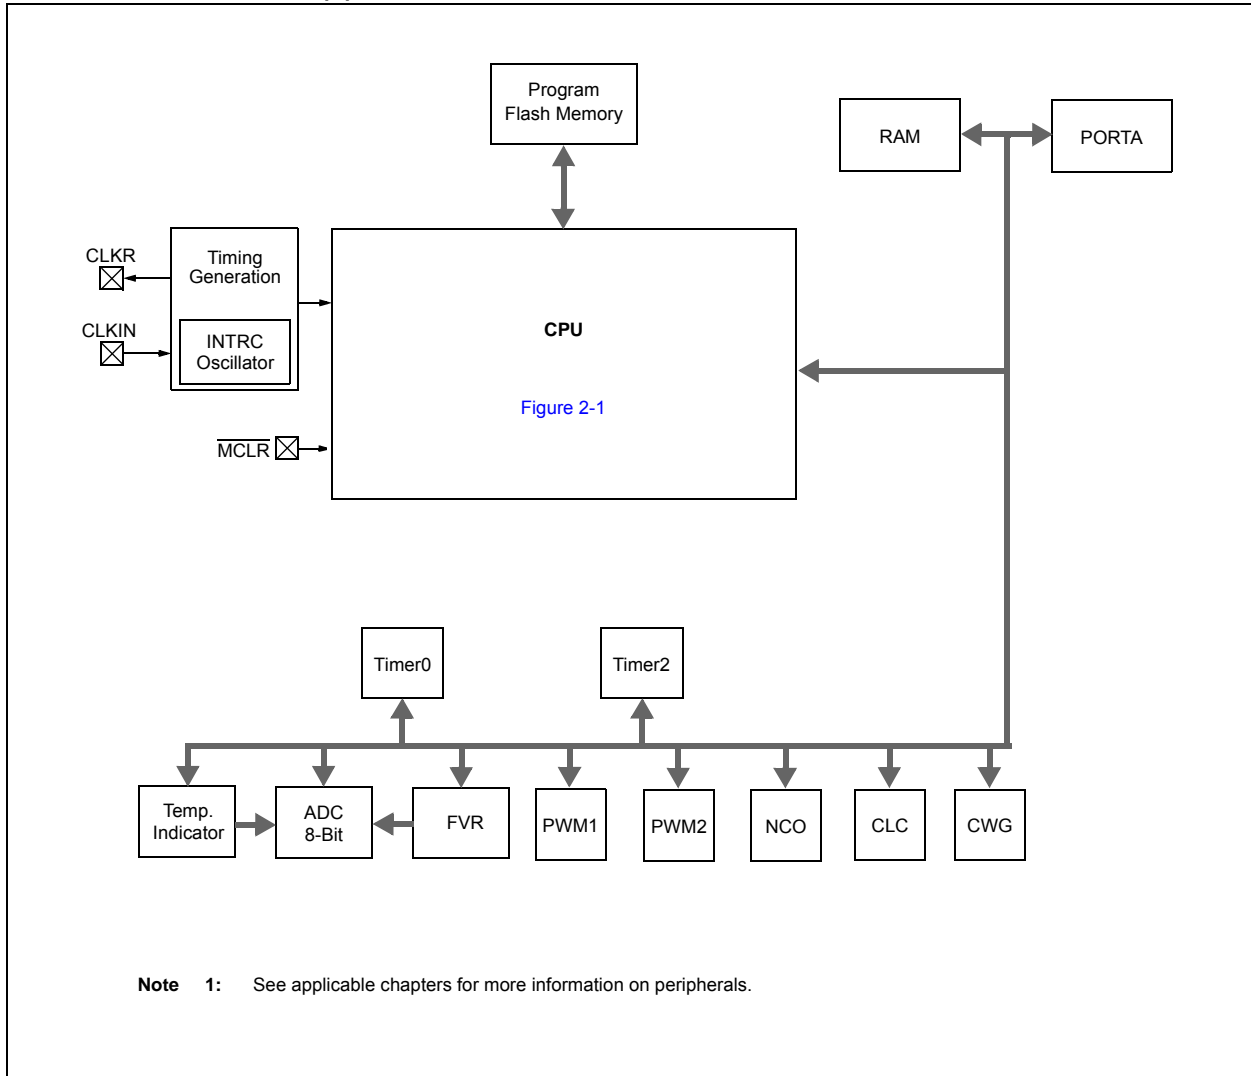 Program
Flash Memory
RAM
PORTA
CLKR
Timing
Generation
CLKIN
INTRC
Oscillator
CPU
Figure 2-1
MCLR
Timer0
Timer2
Temp.
Indicator
ADC
8-Bit
FVR
PWM1
PWM2
NCO
CLC
CWG
Note 1: See applicable chapters for more information on peripherals.